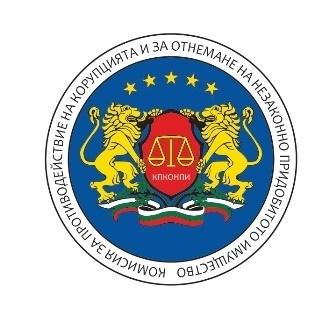 КОМИСИЯ ЗА ПРОТИВОДЕЙСТВИЕ НА КОРУПЦИЯТА И ЗА ОТНЕМАНЕ НА НЕЗАКОННО ПРИДОБИТОТО ИМУЩЕСТВО
КПКОНПИ